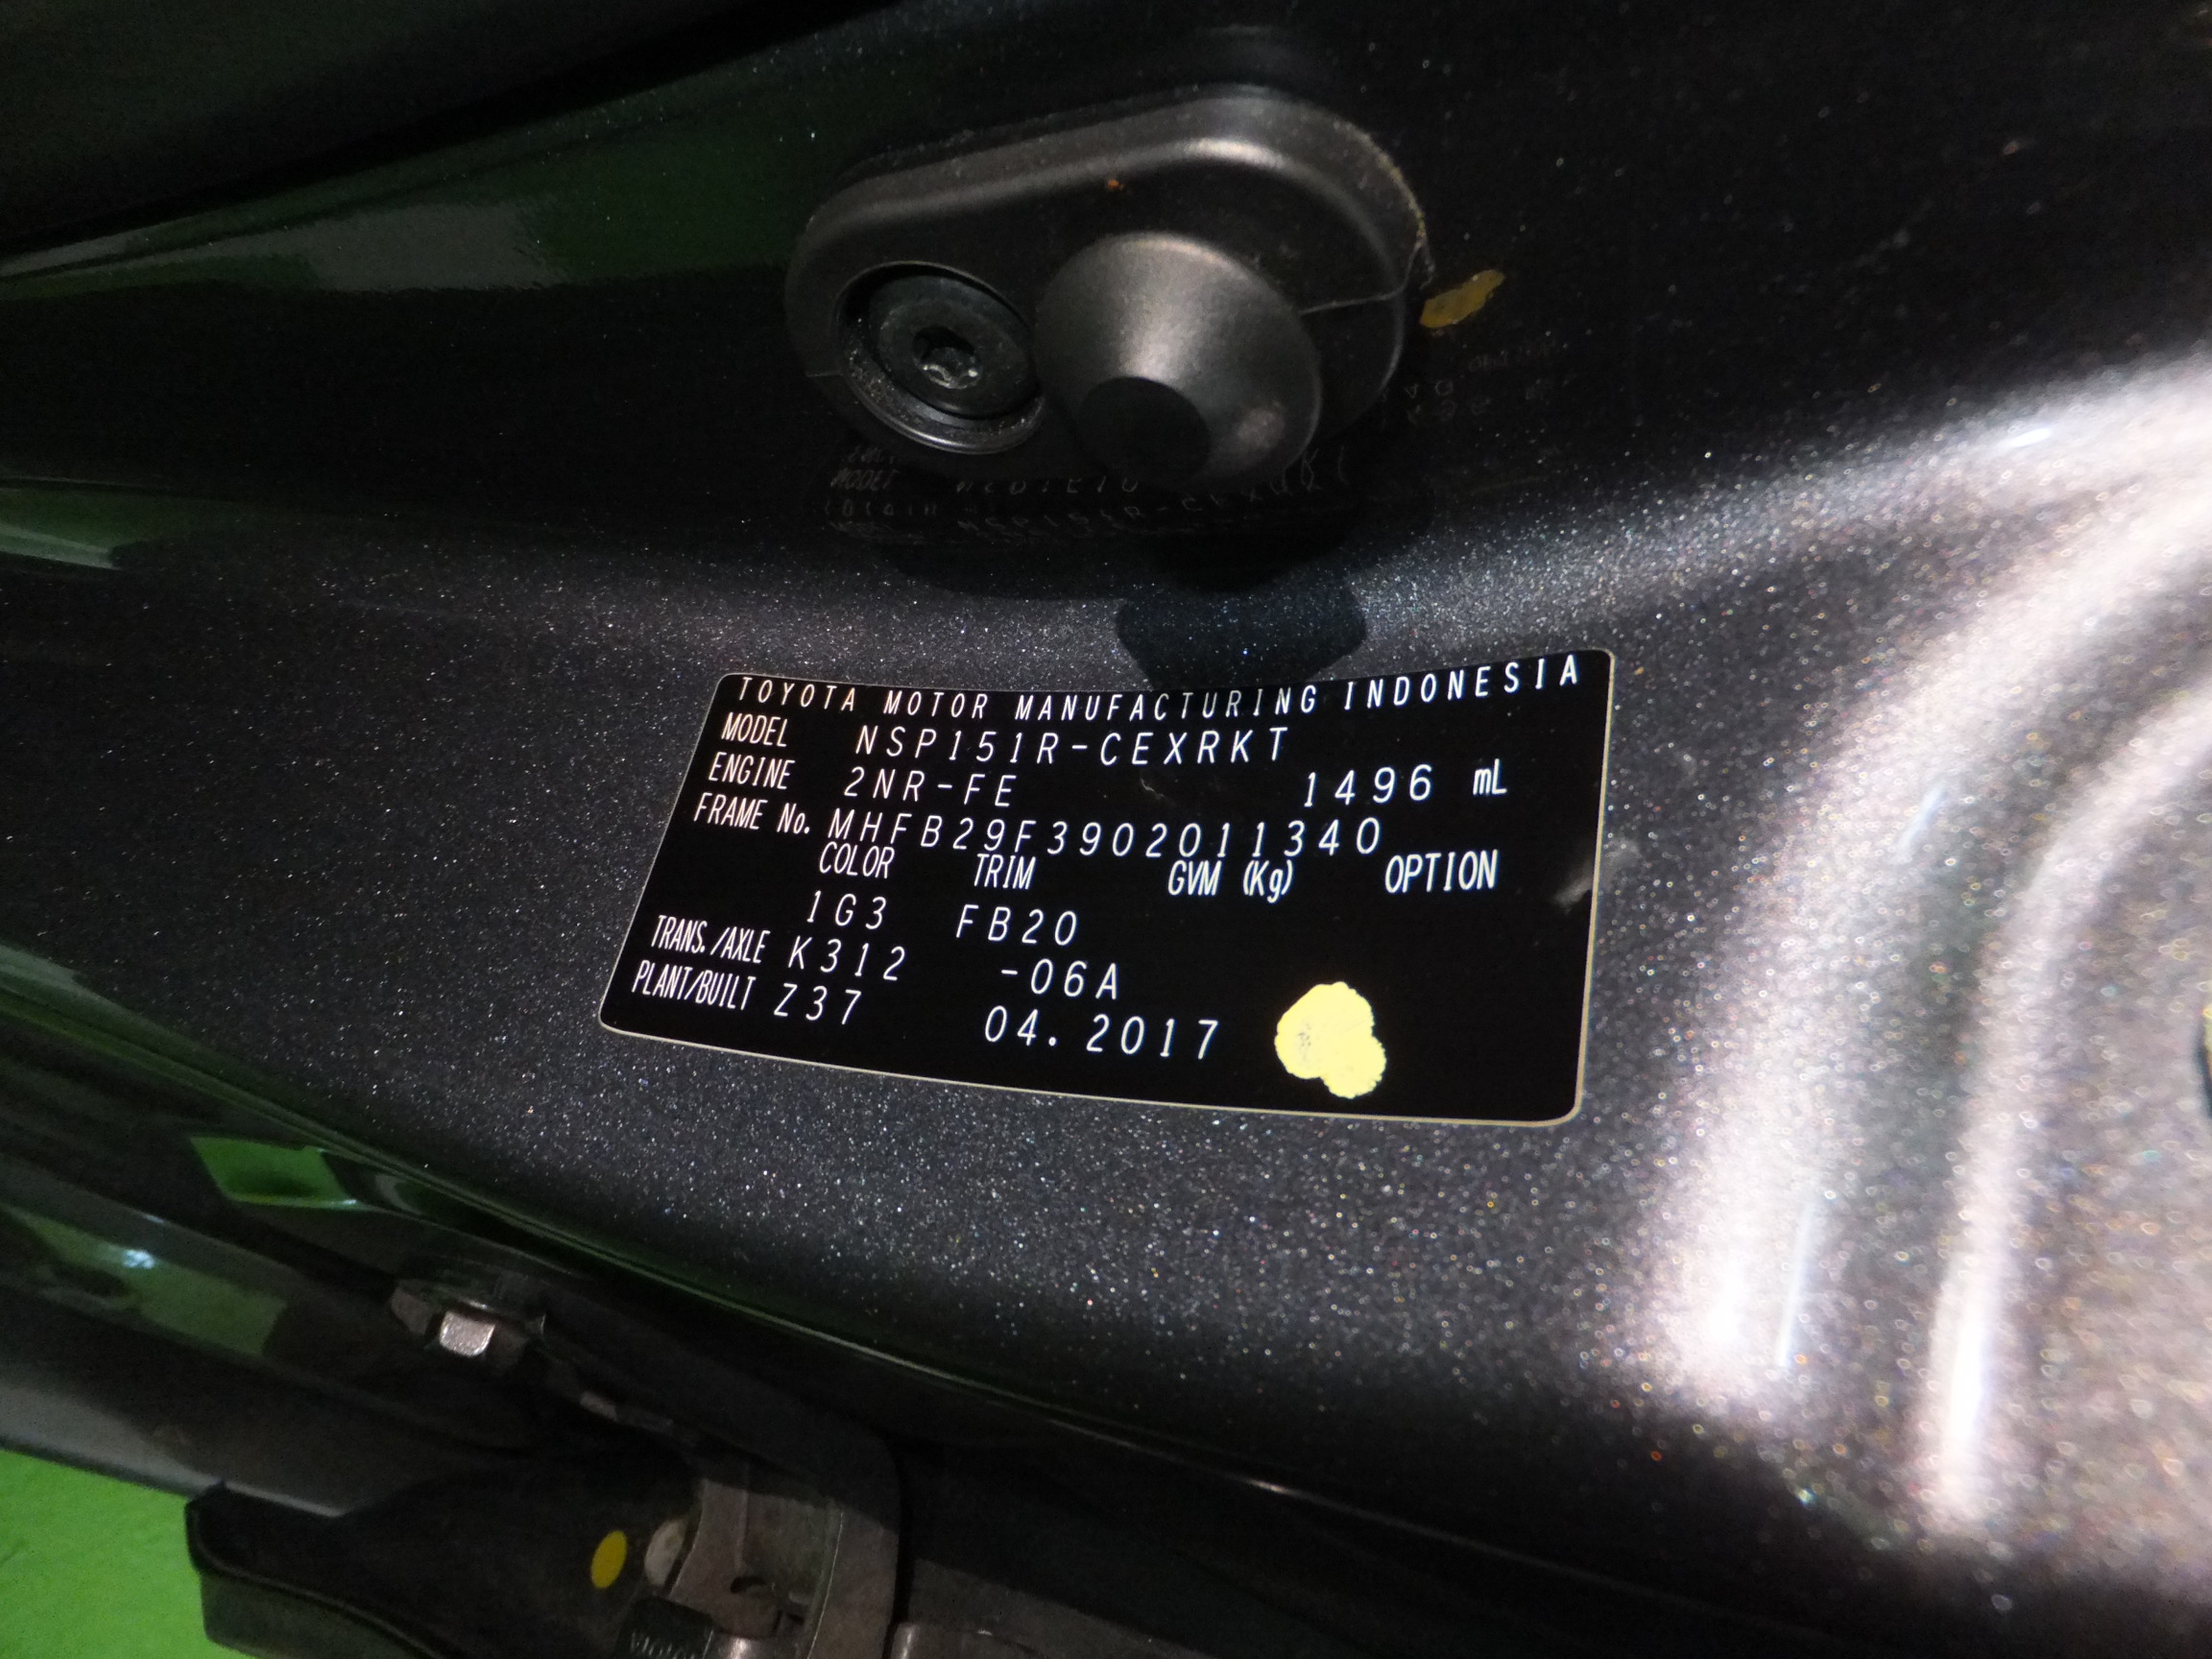 TOYOTA MOTOR MANUFACTURING INDONESIA
MODEL NSP151R-CEXRKT
ENGINE 2NR-FE 1496 mL
FRAME No. MHFB29F3902011340
COLOR TRIM GVM (Kg) OPTION
1G3 FB20
TRANS./AXLE K312 -06A
PLANT/BUILT Z37 04.2017